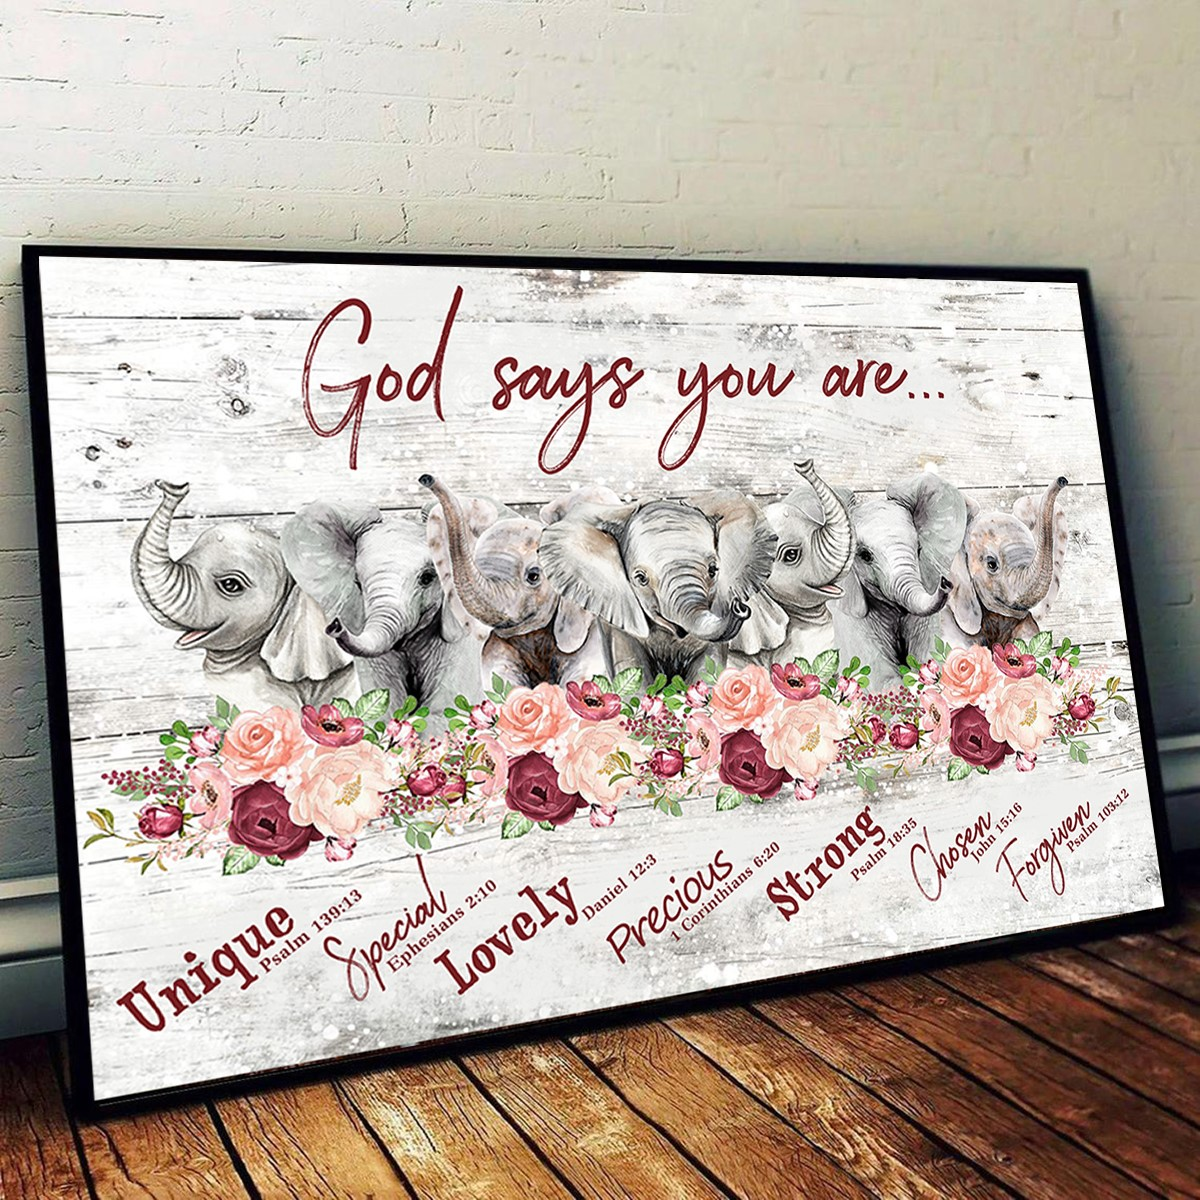 God says you are...
Unique
Psalm 139:13
Special
Ephesians 2:10
Lovely
Daniel 12:3
Precious
1 Corinthians 6:20
Strong
Psalm 18:35
Chosen
John 15:16
Forgiven
Psalm 103:12